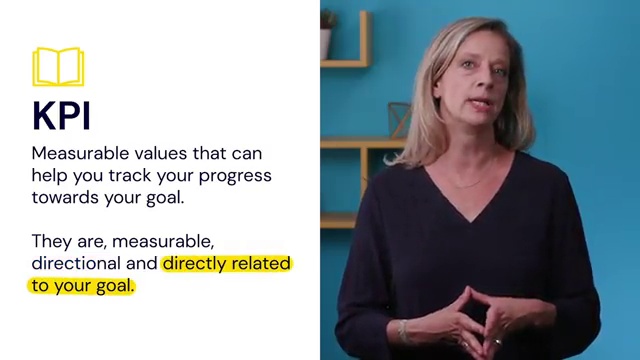 KPI
Measurable values that can
help you track your progress
towards your goal.
They are, measurable,
directional and directly related
to your goal.